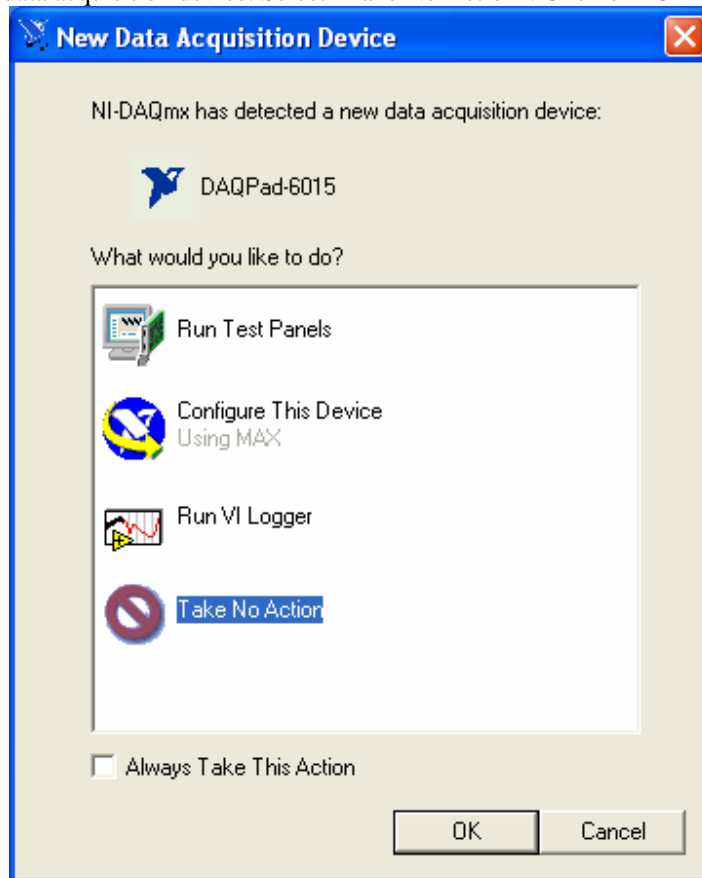 New Data Acquisition Device
NI-DAQmx has detected a new data acquisition device:
DAQPad-6015
What would you like to do?
Run Test Panels
Configure This Device
Using MAX
Run VI Logger
Take No Action
Always Take This Action
OK
Cancel